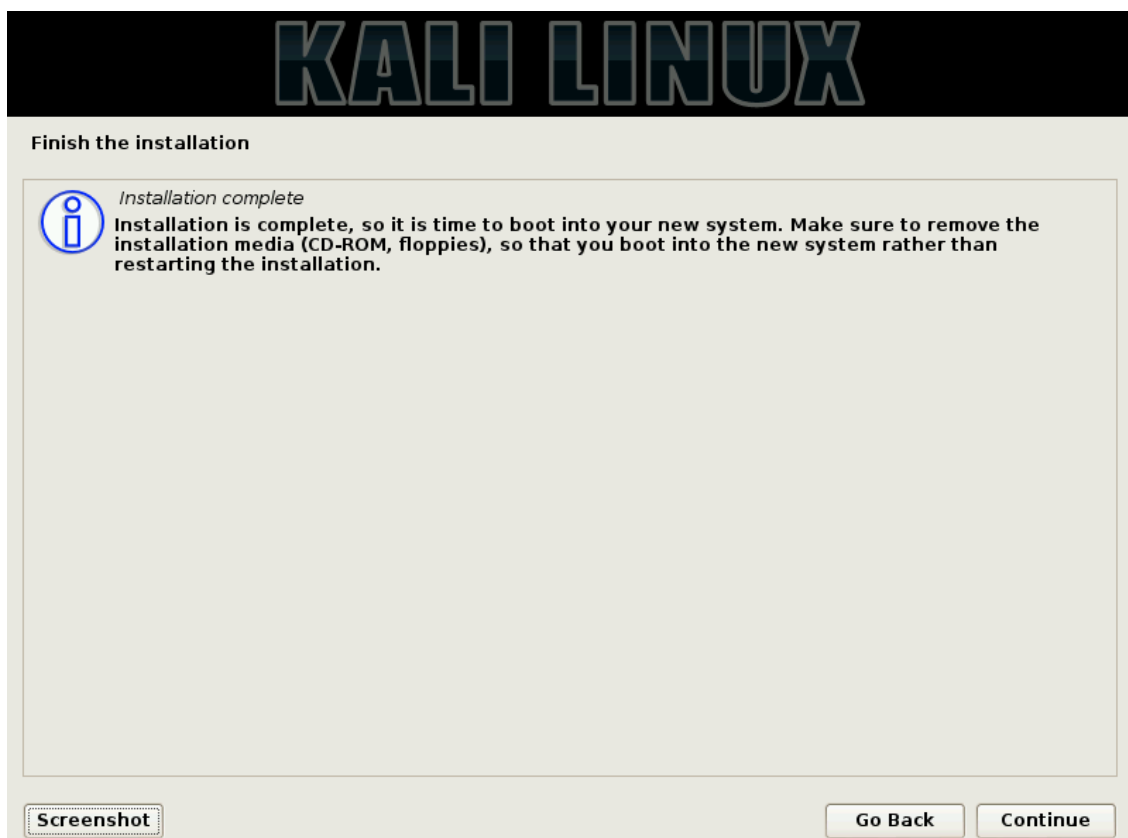 KALI LINUX
Finish the installation
Installation complete
Installation is complete, so it is time to boot into your new system. Make sure to remove the
installation media (CD-ROM, floppies), so that you boot into the new system rather than
restarting the installation.
Screenshot
Go Back
Continue